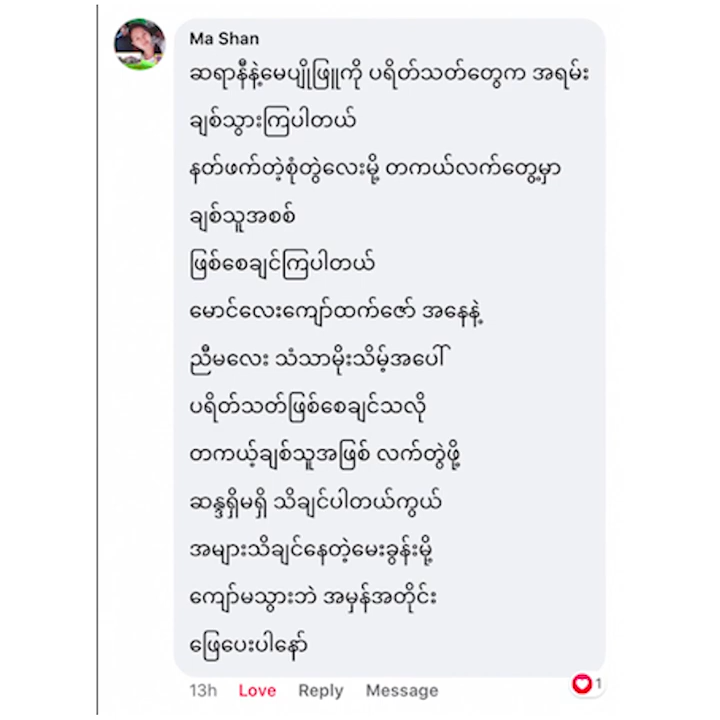 Ma Shan
ဆရာနီနဲ့မေပျိုဖြူကို ပရိတ်သတ်တွေက အရမ်း
ချစ်သွားကြပါတယ်
နတ်ဖက်တဲ့စုံတွဲလေးမို့ တကယ်လက်တွေ့မှာ
ချစ်သူအစစ်
ဖြစ်စေချင်ကြပါတယ်
မောင်လေးကျော်ထက်ဇော် အနေနဲ့
ညီမလေး သံသာမိုးသိမ့်အပေါ်
ပရိတ်သတ်ဖြစ်စေချင်သလို
တကယ့်ချစ်သူအဖြစ် လက်တွဲဖို့
ဆန္ဒရှိမရှိ သိချင်ပါတယ်ကွယ်
အများသိချင်နေတဲ့မေးခွန်းမို့
ကျော်မသွားဘဲ အမှန်အတိုင်း
ဖြေပေးပါနော်
13h Love Reply Message 1